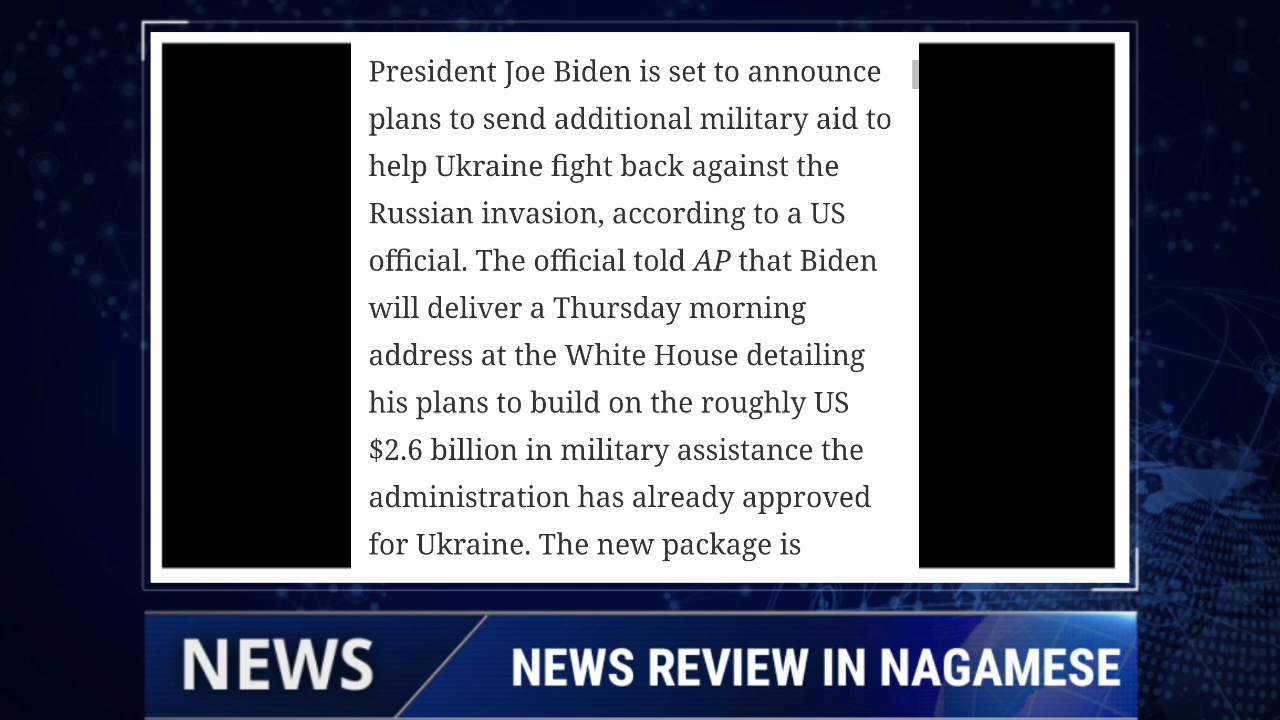 President Joe Biden is set to announce
plans to send additional military aid to
help Ukraine fight back against the
Russian invasion, according to a US
official. The official told AP that Biden
will deliver a Thursday morning
address at the White House detailing
his plans to build on the roughly US
$2.6 billion in military assistance the
administration has already approved
for Ukraine. The new package is
NEWS
NEWS REVIEW IN NAGAMESE